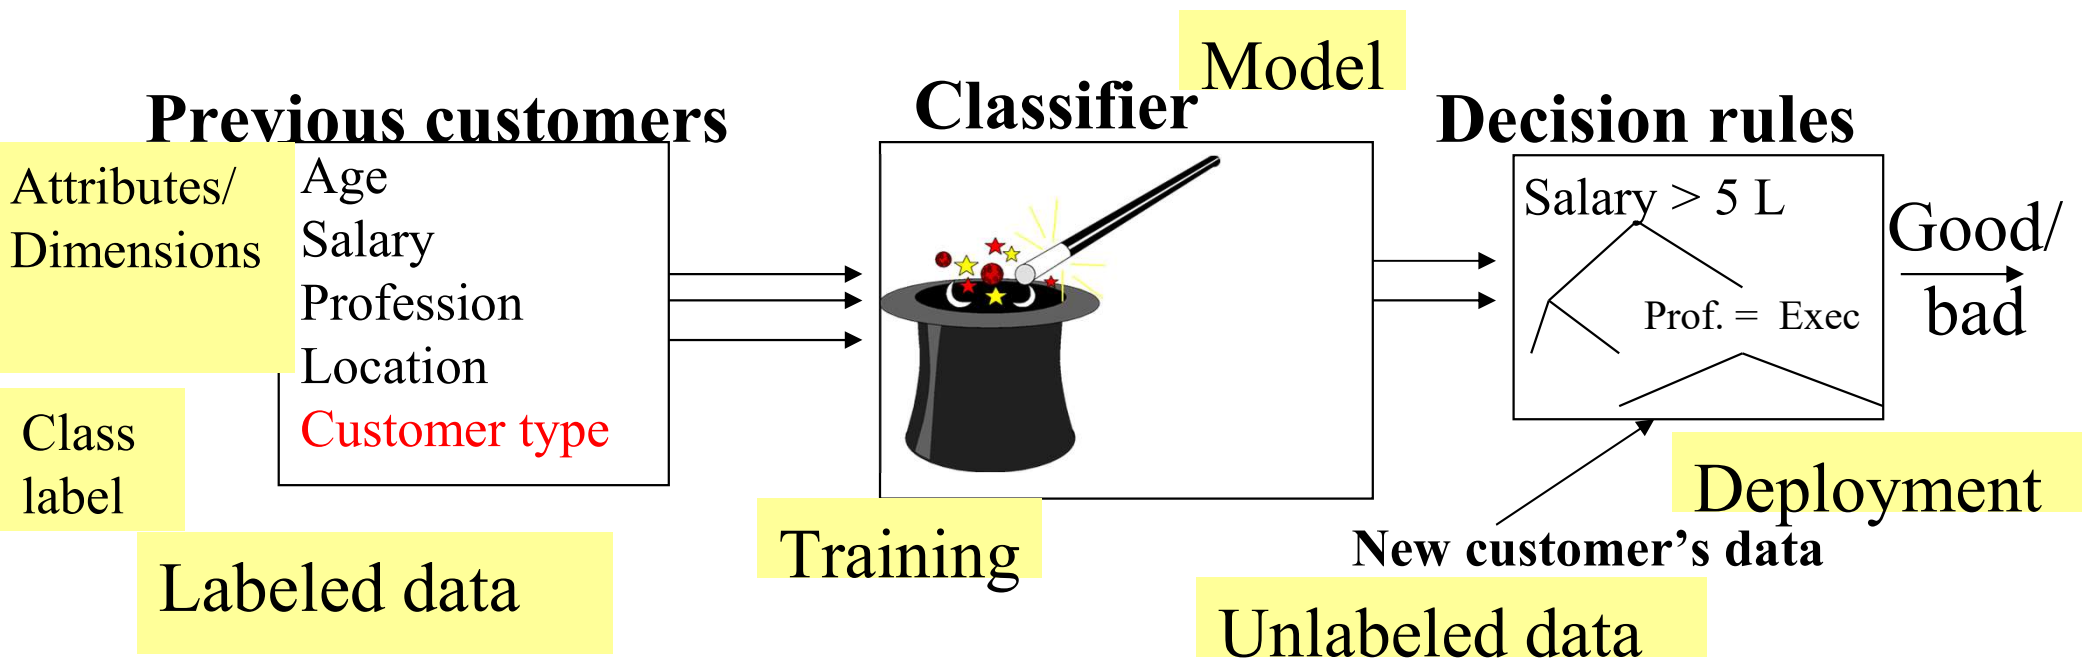 Previous customers
Attributes/
Dimensions
Age
Salary
Profession
Location
Customer type
Class
label
Labeled data
Classifier
Model
Training
Decision rules
Salary > 5 L
Prof. = Exec
Good/
bad
Deployment
New customer’s data
Unlabeled data